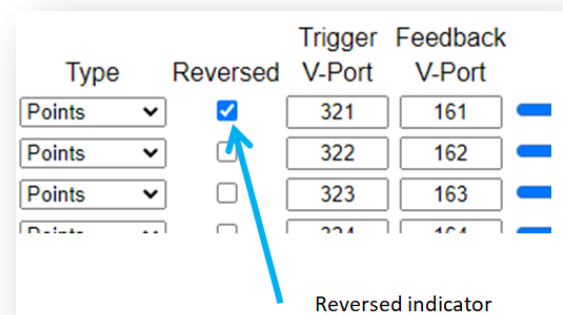 Trigger Feedback
Type Reversed V-Port V-Port
Points 321 161
Points 322 162
Points 323 163
Reversed indicator